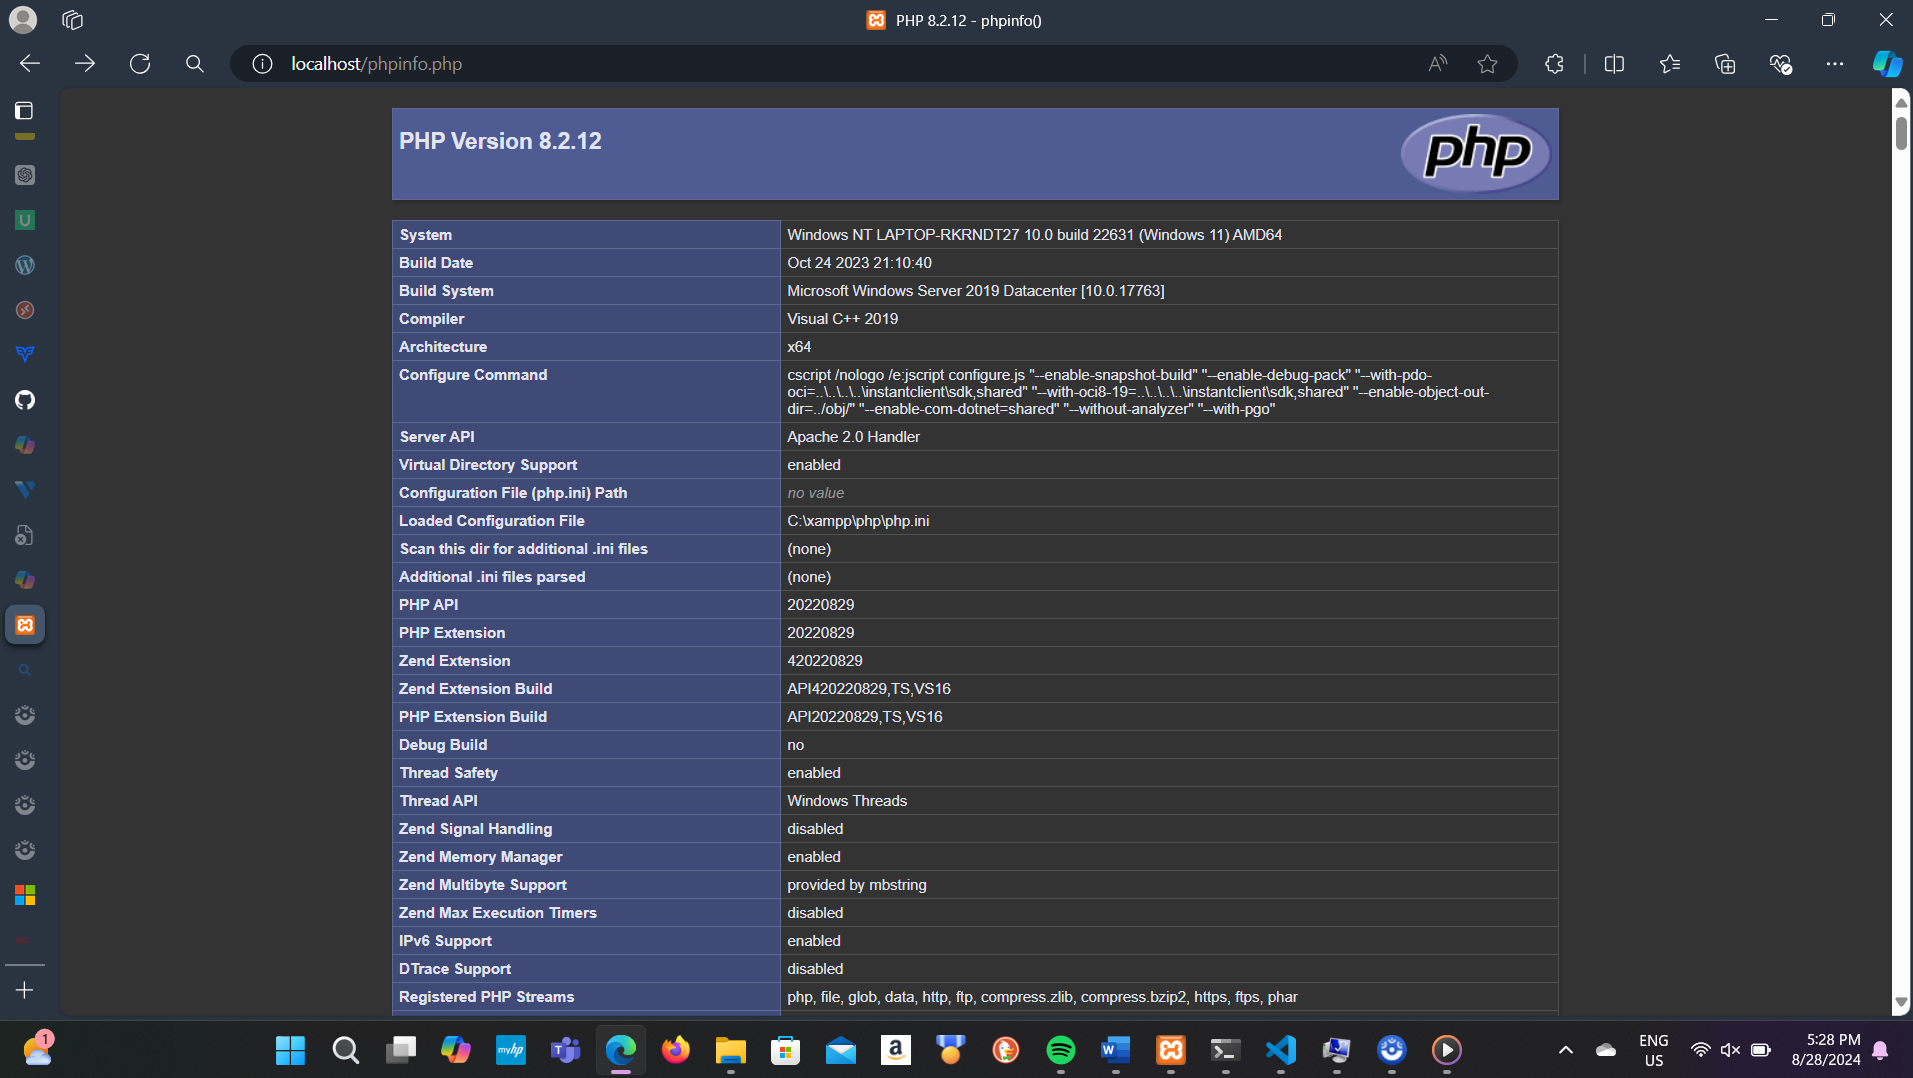 PHP 8.2.12 - phpinfo()
localhost/phpinfo.php
PHP Version 8.2.12
php
System Windows NT LAPTOP-RKRNDT27 10.0 build 22631 (Windows 11) AMD64
Build Date Oct 24 2023 21:10:40
Build System Microsoft Windows Server 2019 Datacenter [10.0.17763]
Compiler Visual C++ 2019
Architecture x64
Configure Command cscript /nologo /e:jscript configure.js "--enable-snapshot-build" "--enable-debug-pack" "--with-pdo-
oci=..\..\..\..\instantclient\sdk,shared" "--with-oci8-19=..\..\..\..\instantclient\sdk,shared" "--enable-object-out-
dir=../obj/" "--enable-com-dotnet=shared" "--without-analyzer" "--with-pgo"
Server API Apache 2.0 Handler
Virtual Directory Support enabled
Configuration File (php.ini) Path no value
Loaded Configuration File C:\xampp\php\php.ini
Scan this dir for additional .ini files (none)
Additional .ini files parsed (none)
PHP API 20220829
PHP Extension 20220829
Zend Extension 420220829
Zend Extension Build API420220829,TS,VS16
PHP Extension Build API20220829,TS,VS16
Debug Build no
Thread Safety enabled
Thread API Windows Threads
Zend Signal Handling disabled
Zend Memory Manager enabled
Zend Multibyte Support provided by mbstring
Zend Max Execution Timers disabled
IPv6 Support enabled
DTrace Support disabled
Registered PHP Streams php, file, glob, data, http, ftp, compress.zlib, compress.bzip2, https, ftps, phar
1
myhp
ENG
US
5:28 PM
8/28/2024